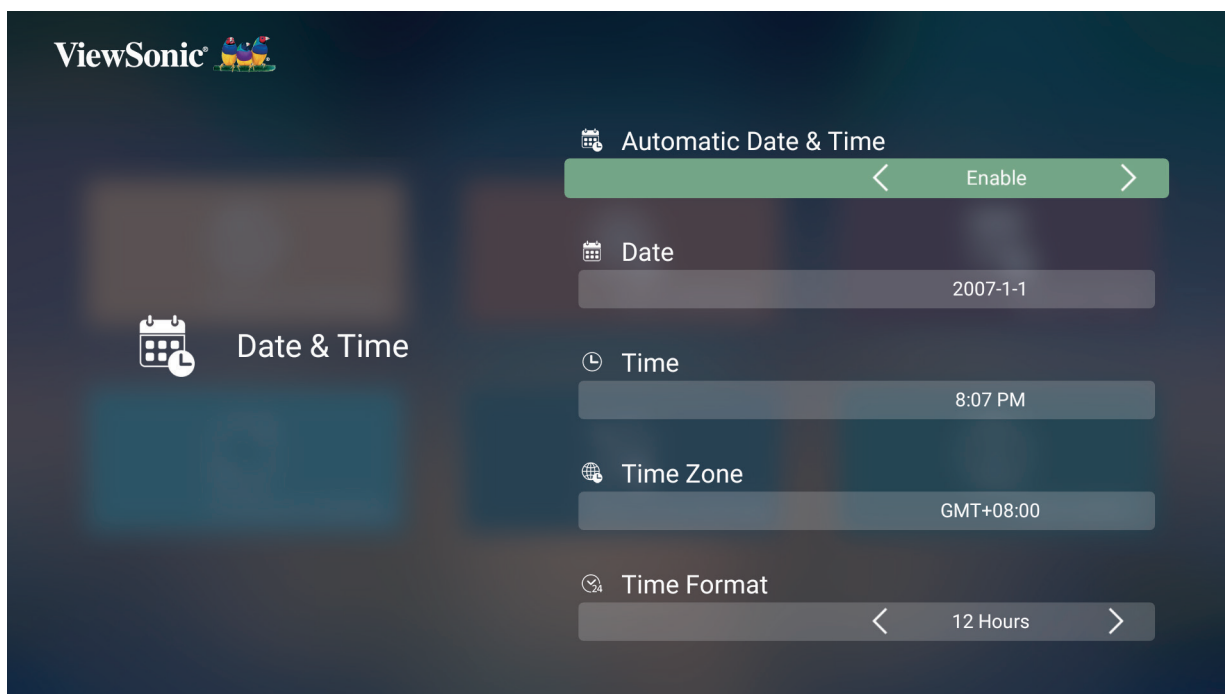 ViewSonic®
Automatic Date & Time
Enable
Date
2007-1-1
Date & Time
Time
8:07 PM
Time Zone
GMT+08:00
24
Time Format
12 Hours